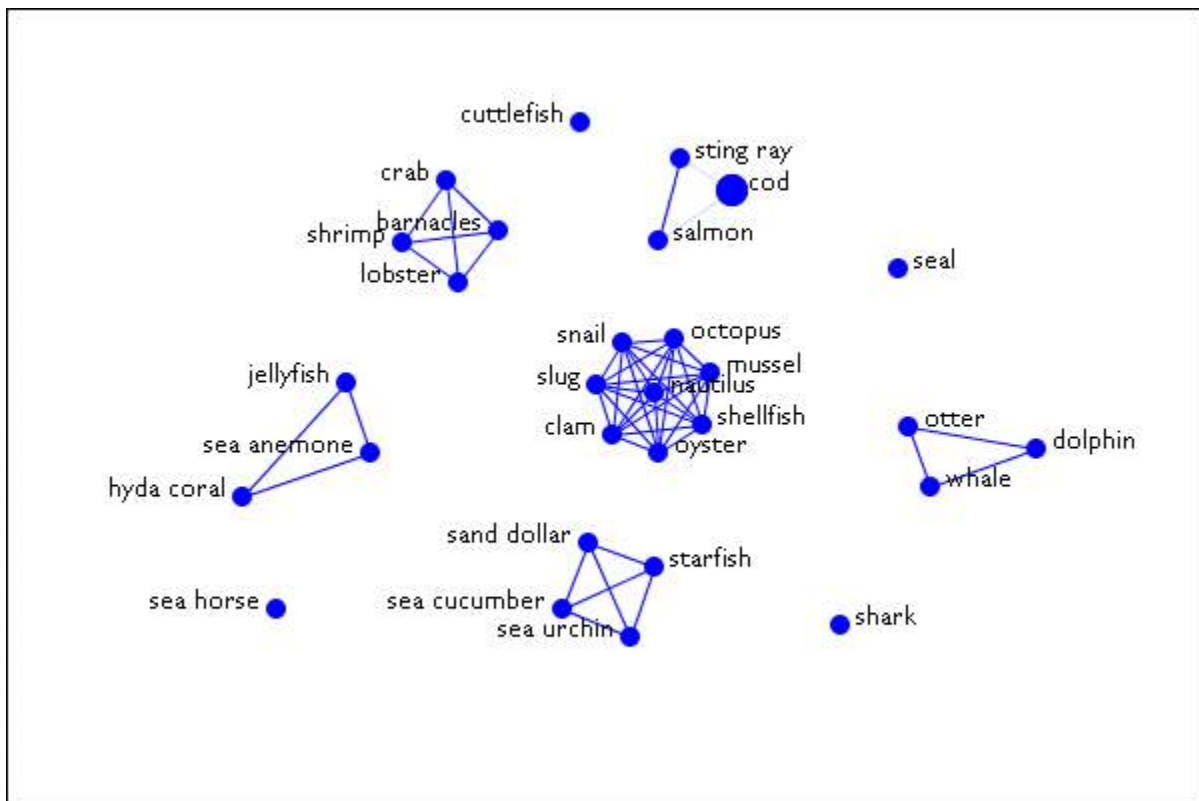 cuttlefish
sting ray
crab
cod
barnacles
shrimp
salmon
seal
lobster
snail
octopus
mussel
jellyfish
slug
nautilus
clam
shellfish
otter
sea anemone
oyster
dolphin
hyda coral
whale
sand dollar
starfish
sea horse
sea cucumber
shark
sea urchin